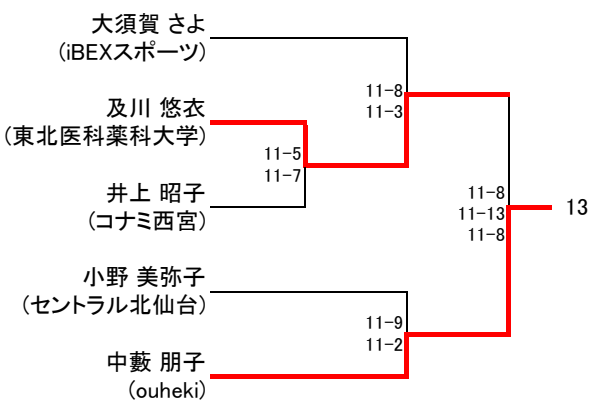 大須賀 さよ
(iBEXスポーツ)
及川 悠衣
(東北医科薬科大学)
井上 昭子
(コナミ西宮)
小野 美弥子
(セントラル北仙台)
中藪 朋子
(ouheki)
11-5
11-7
11-8
11-3
11-9
11-2
11-8
11-13
11-8
13